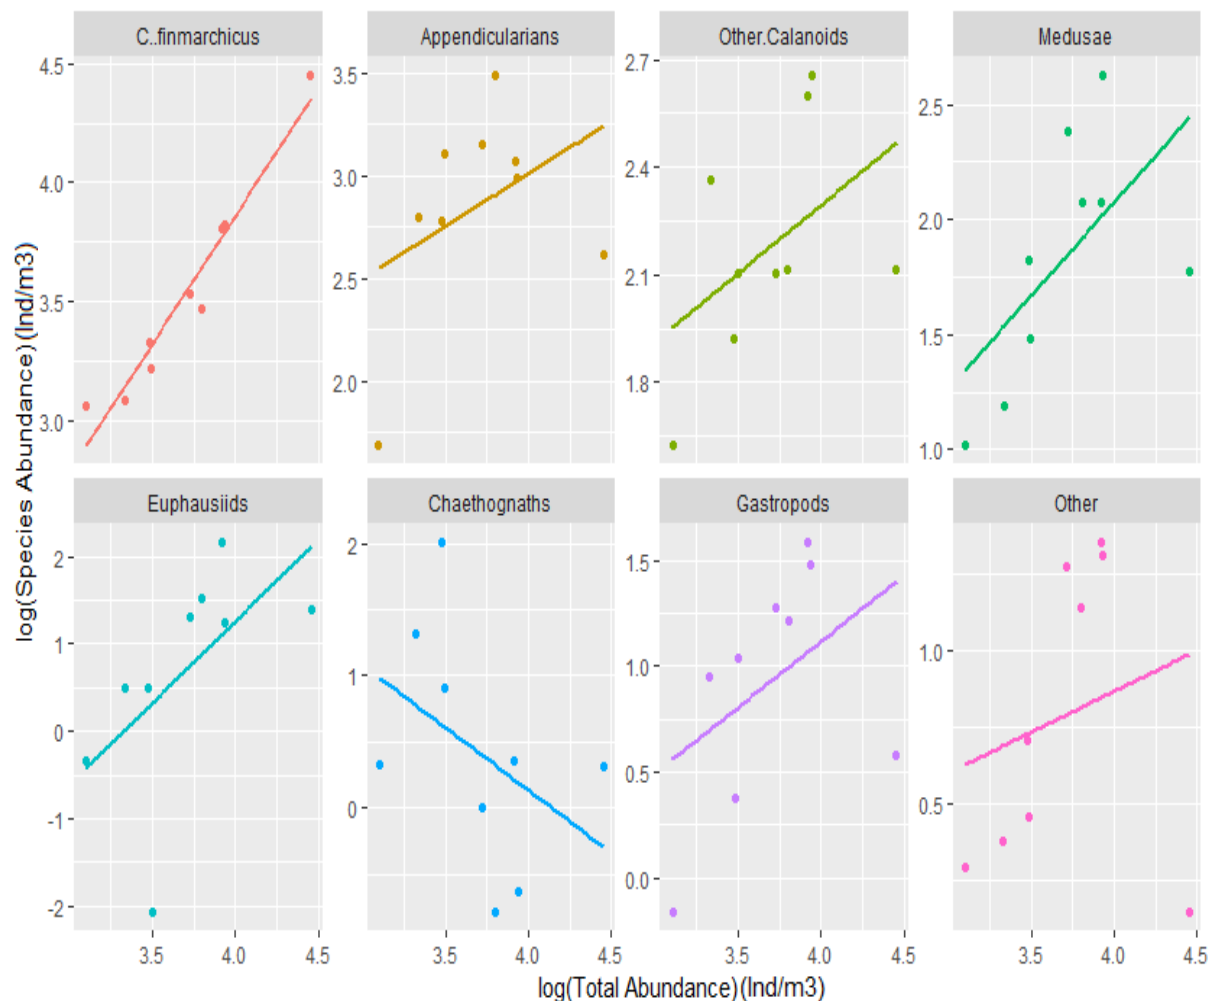 C..finmarchicus
Appendicularians
Other.Calanoids
Medusae
4.5
4.0
3.5
3.0
3.5
3.0
2.5
2.0
2.7
2.4
2.1
1.8
2.5
2.0
1.5
1.0
log(Species Abundance)(Ind/m3)
Euphausiids
Chaethognaths
Gastropods
Other
2
1
0
-1
-2
2
1
0
1.5
1.0
0.5
0.0
1.0
0.5
3.5 4.0 4.5
3.5 4.0 4.5
3.5 4.0 4.5
3.5 4.0 4.5
log(Total Abundance)(Ind/m3)